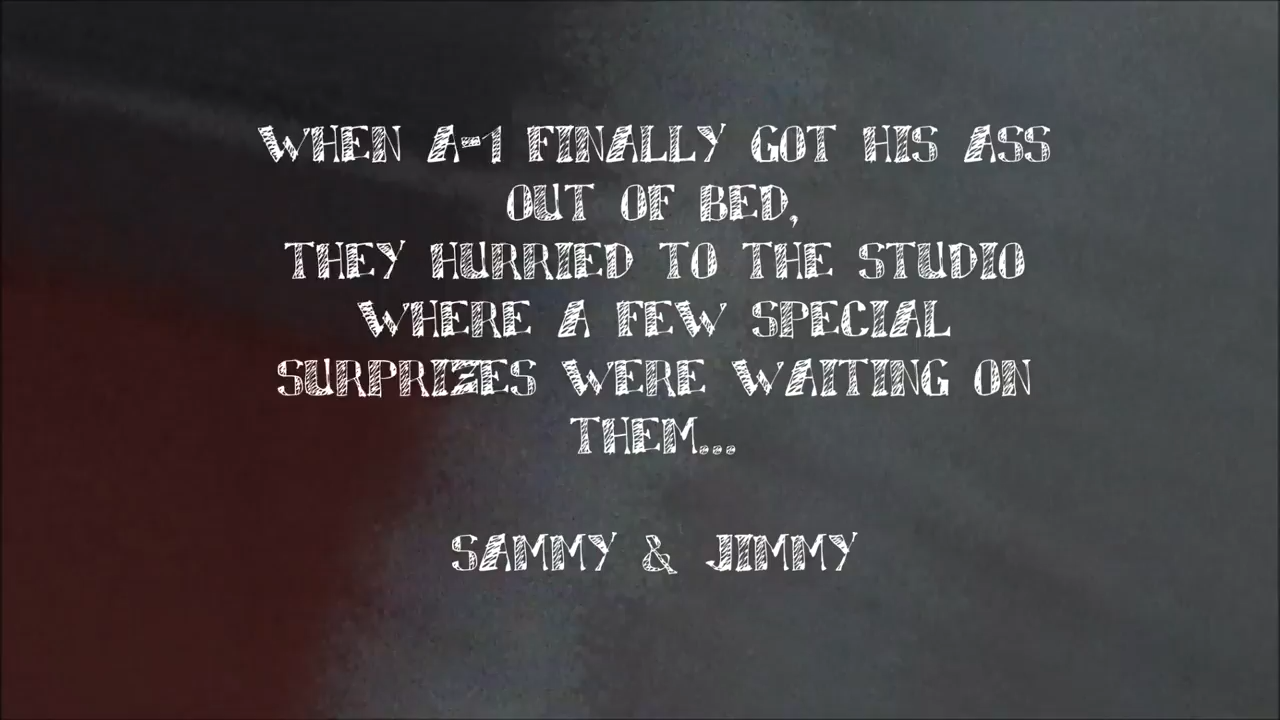 WHEN A-1 FINALLY GOT HIS ASS
OUT OF BED,
THEY HURRIED TO THE STUDIO
WHERE A FEW SPECIAL
SURPRIZES WERE WAITING ON
THEM...
SAMMY & JIMMY